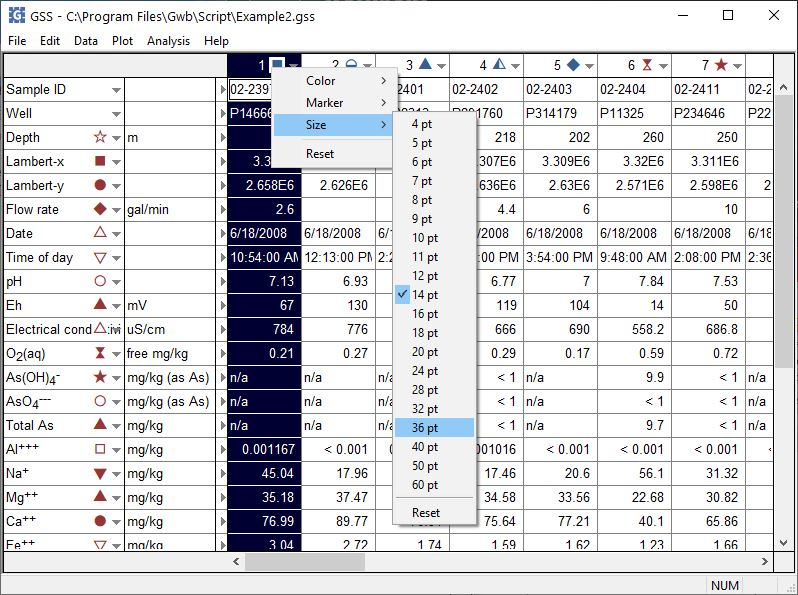 GSS - C:\Program Files\Gwb\Script\Example2.gss
File Edit Data Plot Analysis Help
1 2 3 4 5 6 7
Sample ID 02-2397 2401 02-2402 02-2403 02-2404 02-2411 02-2
Well P14666 P001760 P314179 P11325 P234646 P22
Depth m 218 202 260 250
Lambert-x 3.3 307E6 3.309E6 3.32E6 3.311E6
Lambert-y 2.658E6 2.626E6 636E6 2.63E6 2.571E6 2.598E6
Flow rate gal/min 2.6 4.4 6 10
Date 6/18/2008 6/18/2008 6/1 2008 6/18/2008 6/18/2008 6/18/2008 6/18
Time of day 10:54:00 AM 12:13:00 PM 2:2 00 PM 3:54:00 PM 9:48:00 AM 2:08:00 PM 2:36
pH 7.13 6.93 6.77 7 7.84 7.53
Eh mV 67 130 119 104 14 50
Electrical cond uS/cm 784 776 666 690 558.2 686.8
O2(aq) free mg/kg 0.21 0.27 0.29 0.17 0.59 0.72
As(OH)4- mg/kg (as As) n/a n/a n/a < 1 n/a 9.9 < 1 n/a
AsO4--- mg/kg (as As) n/a n/a n/a < 1 n/a < 1 < 1 n/a
Total As mg/kg n/a n/a n/a < 1 n/a 9.7 < 1 n/a
Al+++ mg/kg 0.001167 < 0.001 001016 < 0.001 < 0.001 < 0.001
Na+ mg/kg 45.04 17.96 17.46 20.6 56.1 31.32
Mg++ mg/kg 35.18 37.47 34.58 33.56 22.68 30.82
Ca++ mg/kg 76.99 89.77 75.64 77.21 40.1 65.86
Fe++ mg/kg 3.04 2.72 1.74 1.59 1.62 1.23 1.66
Color
Marker
Size
Reset
4 pt
5 pt
6 pt
7 pt
8 pt
9 pt
10 pt
11 pt
12 pt
14 pt
16 pt
18 pt
20 pt
24 pt
28 pt
32 pt
36 pt
40 pt
50 pt
60 pt
Reset
NUM